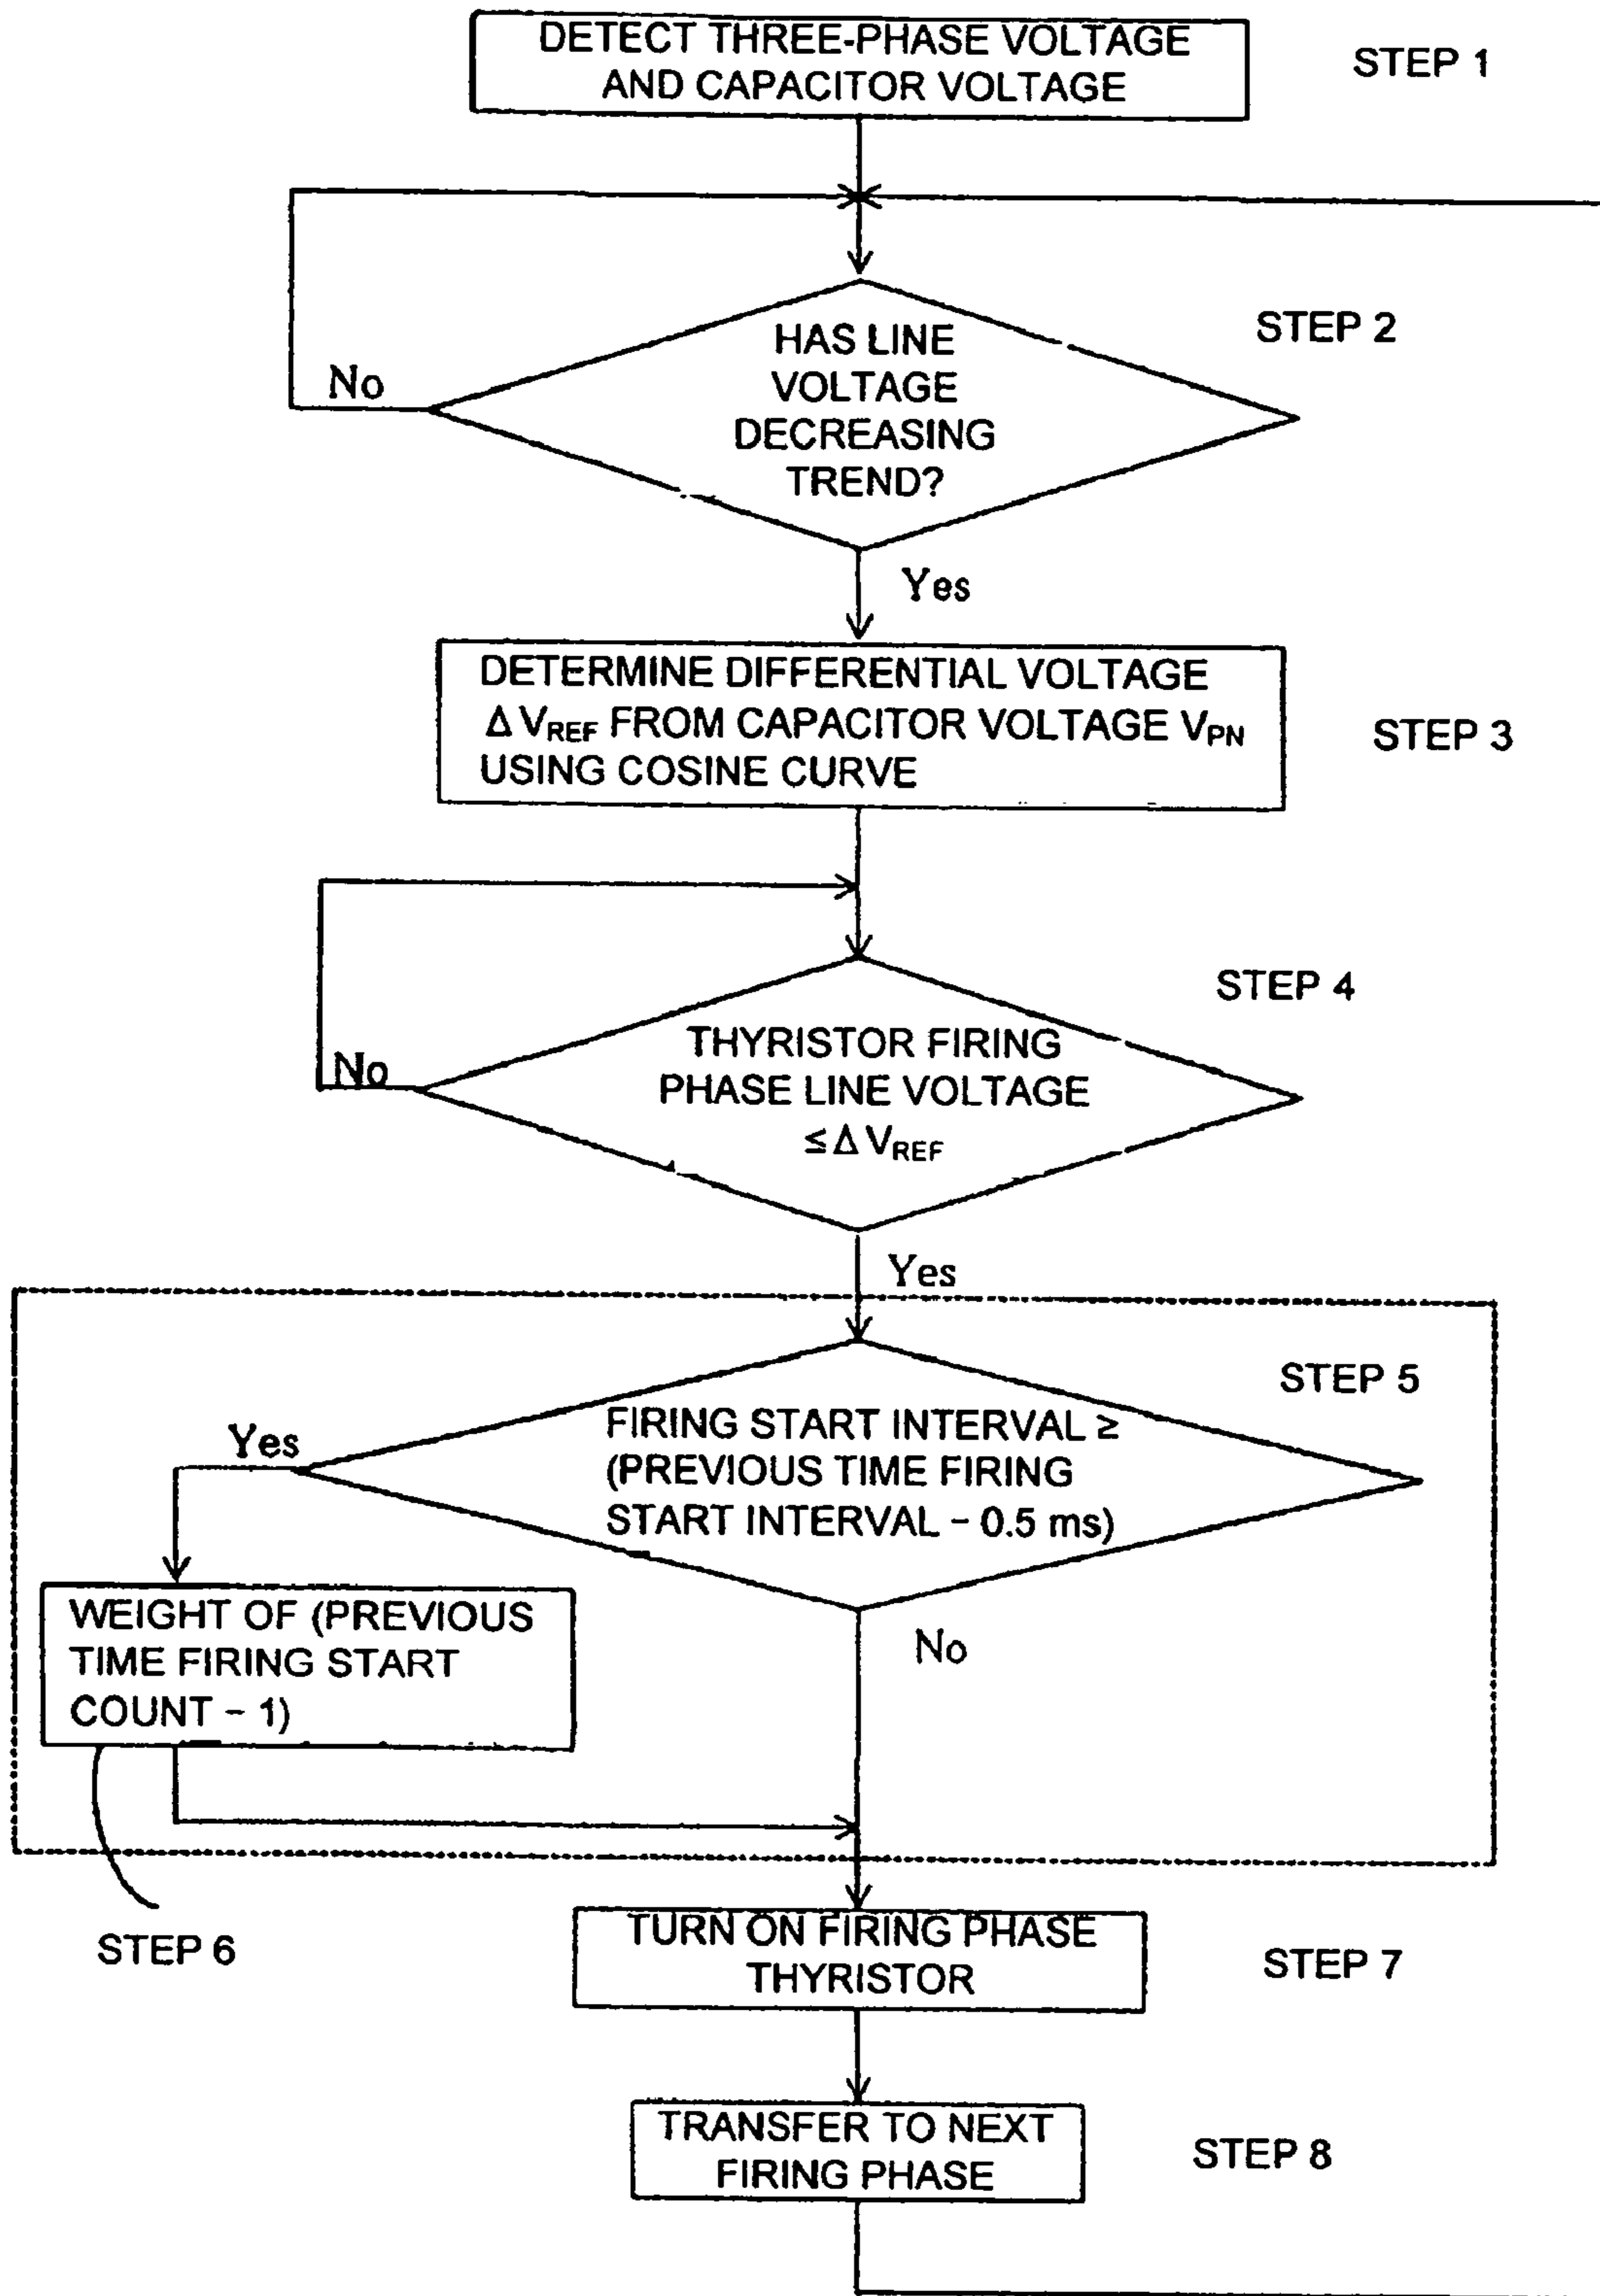 DETECT THREE-PHASE VOLTAGE
AND CAPACITOR VOLTAGE
STEP 1
HAS LINE
VOLTAGE
DECREASING
TREND?
STEP 2
No
Yes
DETERMINE DIFFERENTIAL VOLTAGE
Δ VREF FROM CAPACITOR VOLTAGE VPN
USING COSINE CURVE
STEP 3
STEP 4
THYRISTOR FIRING
PHASE LINE VOLTAGE
≤ Δ VREF
No
Yes
STEP 5
FIRING START INTERVAL ≥
(PREVIOUS TIME FIRING
START INTERVAL - 0.5 ms)
Yes
No
WEIGHT OF (PREVIOUS
TIME FIRING START
COUNT - 1)
STEP 6
TURN ON FIRING PHASE
THYRISTOR
STEP 7
TRANSFER TO NEXT
FIRING PHASE
STEP 8